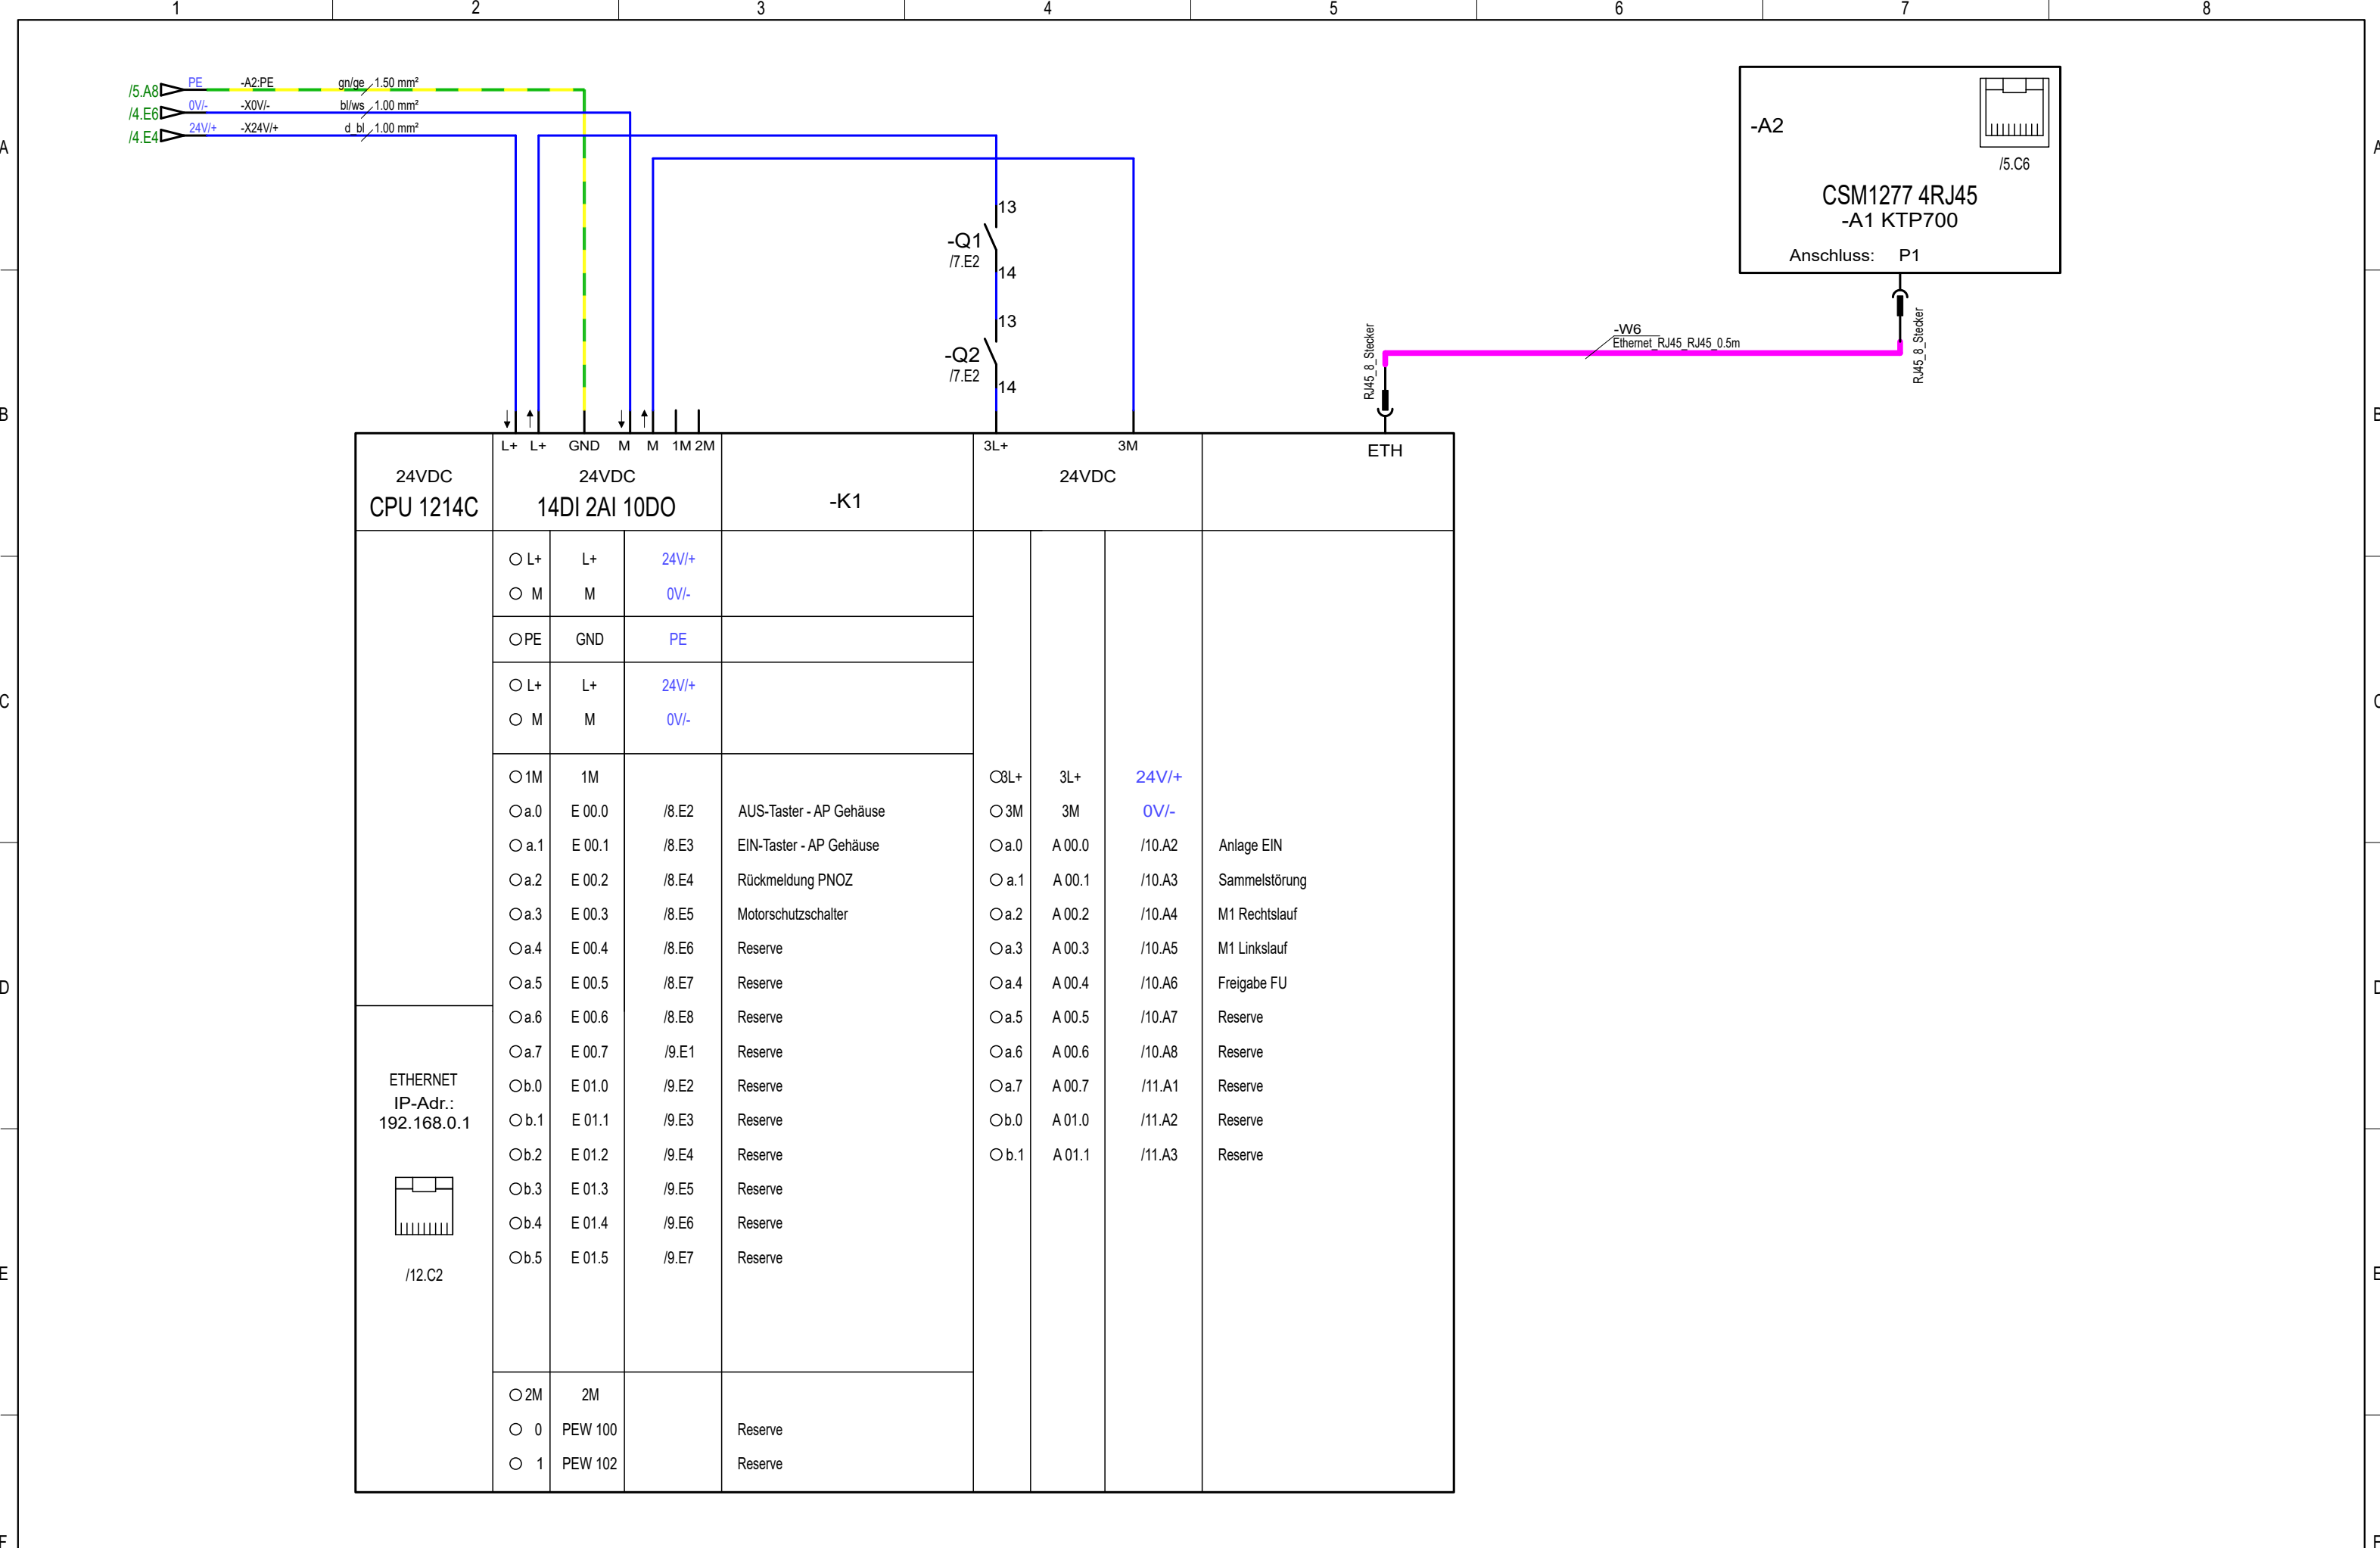 1 2 3 4 5 6 7 8
/5.A8 PE -A2:PE gn/ge 1.50 mm²
/4.E6 0V/- -X0V/- bl/ws 1.00 mm²
/4.E4 24V/+ -X24V/+ d_bl 1.00 mm²
A A
-A2
/5.C6
CSM1277 4RJ45
-A1 KTP700
Anschluss: P1
13
-Q1
/7.E2
14
13
-Q2
/7.E2
14
-W6
Ethernet_RJ45_RJ45_0.5m
RJ45_8_Stecker
RJ45_8_Stecker
B B
L+ L+ GND M M 1M 2M 3L+ 3M ETH
24VDC 24VDC 24VDC
CPU 1214C 14DI 2AI 10DO -K1
L+ L+ 24V/+
M M 0V/-
PE GND PE
L+ L+ 24V/+
C C
M M 0V/-
1M 1M 3L+ 3L+ 24V/+
a.0 E 00.0 /8.E2 AUS-Taster - AP Gehäuse 3M 3M 0V/-
a.1 E 00.1 /8.E3 EIN-Taster - AP Gehäuse a.0 A 00.0 /10.A2 Anlage EIN
a.2 E 00.2 /8.E4 Rückmeldung PNOZ a.1 A 00.1 /10.A3 Sammelstörung
a.3 E 00.3 /8.E5 Motorschutzschalter a.2 A 00.2 /10.A4 M1 Rechtslauf
a.4 E 00.4 /8.E6 Reserve a.3 A 00.3 /10.A5 M1 Linkslauf
a.5 E 00.5 /8.E7 Reserve a.4 A 00.4 /10.A6 Freigabe FU
D D
a.6 E 00.6 /8.E8 Reserve a.5 A 00.5 /10.A7 Reserve
a.7 E 00.7 /9.E1 Reserve a.6 A 00.6 /10.A8 Reserve
b.0 E 01.0 /9.E2 Reserve a.7 A 00.7 /11.A1 Reserve
b.1 E 01.1 /9.E3 Reserve b.0 A 01.0 /11.A2 Reserve
b.2 E 01.2 /9.E4 Reserve b.1 A 01.1 /11.A3 Reserve
b.3 E 01.3 /9.E5 Reserve
b.4 E 01.4 /9.E6 Reserve
b.5 E 01.5 /9.E7 Reserve
ETHERNET
IP-Adr.:
192.168.0.1
/12.C2
E E
2M 2M
0 PEW 100 Reserve
1 PEW 102 Reserve
F F